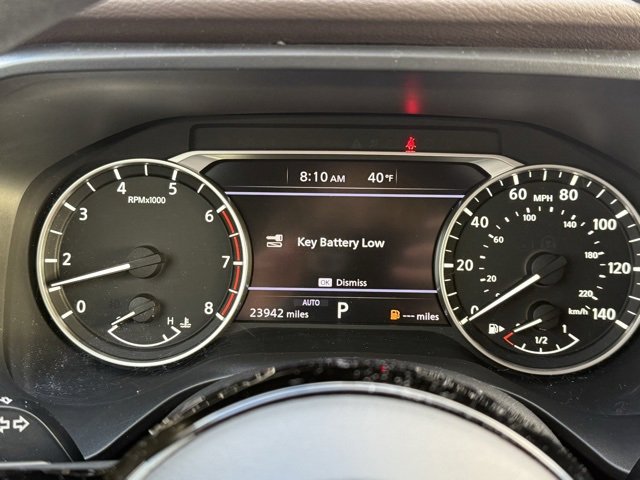 8:10 AM 40°F
Key Battery Low
OK Dismiss
AUTO
23942 miles P --- miles
RPMx1000
0 2 3 4 5 6 7 8
H
MPH
0 20 40 60 80 100 120 140
20 60 100 140 180 220
km/h
1/2 1